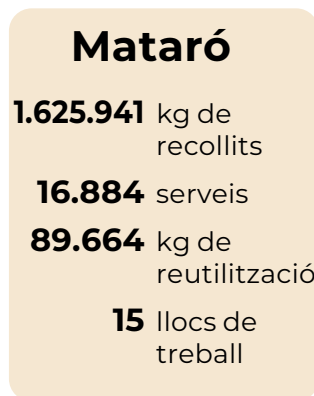 Mataró
1.625.941 kg de
recollits
16.884 serveis
89.664 kg de
reutilització
15 llocs de
treball